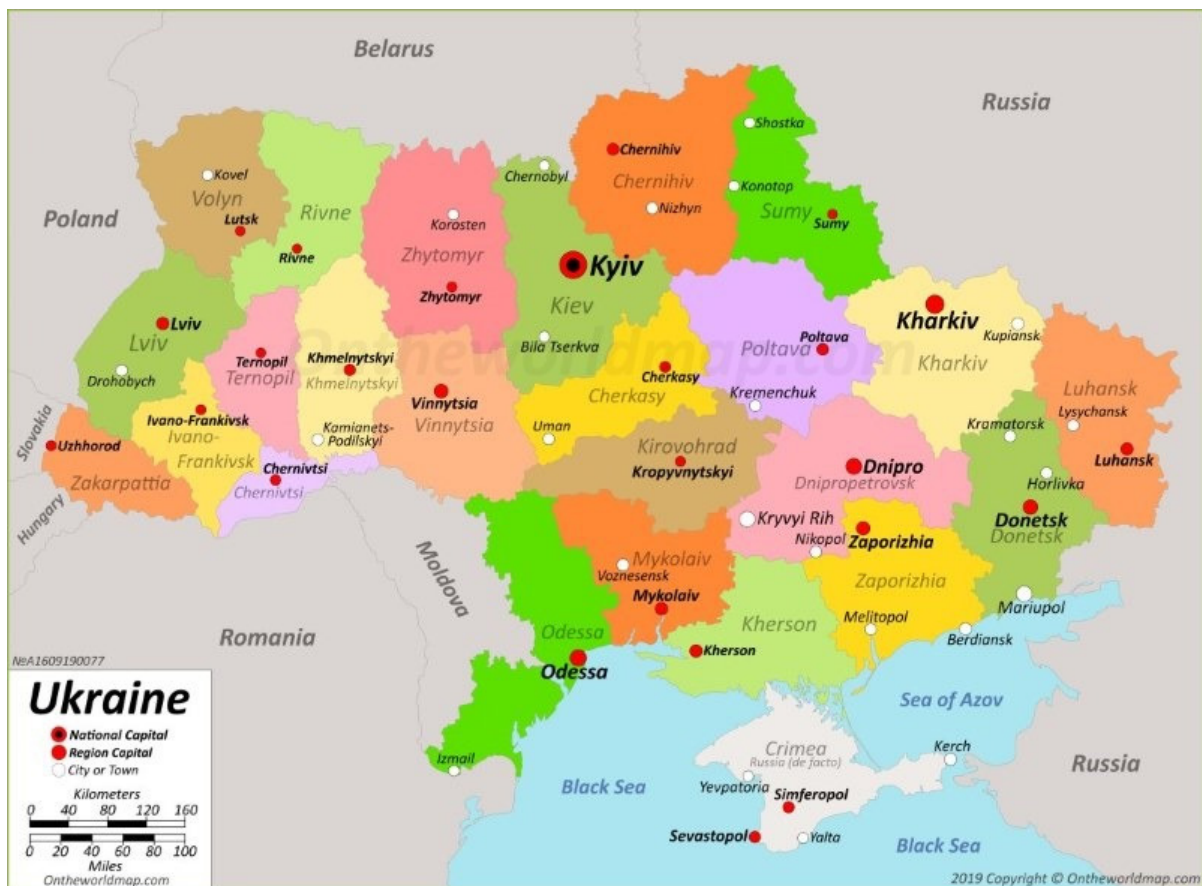 Belarus
Russia
Poland
Slovakia
Hungary
Romania
Moldova
Russia
Shostka
Chernihiv
Chernihiv
Chernobyl
Kovel
Volyn
Konotop
Nizhyn
Sumy
Sumy
Lutsk
Rivne
Rivne
Korosten
Zhytomyr
Zhytomyr
Kyiv
Kiev
Lviv
Lviv
Drohobych
Ternopil
Ternopil
Khmelnytskyi
Khmelnytskyi
Bila Tserkva
Ontheworldmap.com
Poltava
Poltava
Kharkiv
Kharkiv
Kupiansk
Cherkasy
Cherkasy
Kremenchuk
Luhansk
Lysychansk
Luhansk
Kramatorsk
Vinnytsia
Vinnytsia
Ivano-Frankivsk
Ivano-
Frankivsk
Kamianets-
Podilskyi
Uman
Uzhhorod
Zakarpattia
Chernivtsi
Chernivtsi
Kirovohrad
Kropyvnytskyi
Dnipro
Dnipropetrovsk
Horlivka
Donetsk
Donetsk
Kryvyi Rih
Nikopol
Zaporizhia
Zaporizhia
Mykolaiv
Voznesensk
Mykolaiv
Mariupol
Melitopol
Berdiansk
Kherson
Kherson
Odessa
Odessa
Izmail
Sea of Azov
Crimea
Russia (de facto)
Kerch
Yevpatoria
Simferopol
Sevastopol
Yalta
Black Sea
Black Sea
№A1609190077
Ukraine
National Capital
Region Capital
City or Town
Kilometers
0 40 80 120 160
0 20 40 60 80 100
Miles
Ontheworldmap.com
2019 Copyright © Ontheworldmap.com